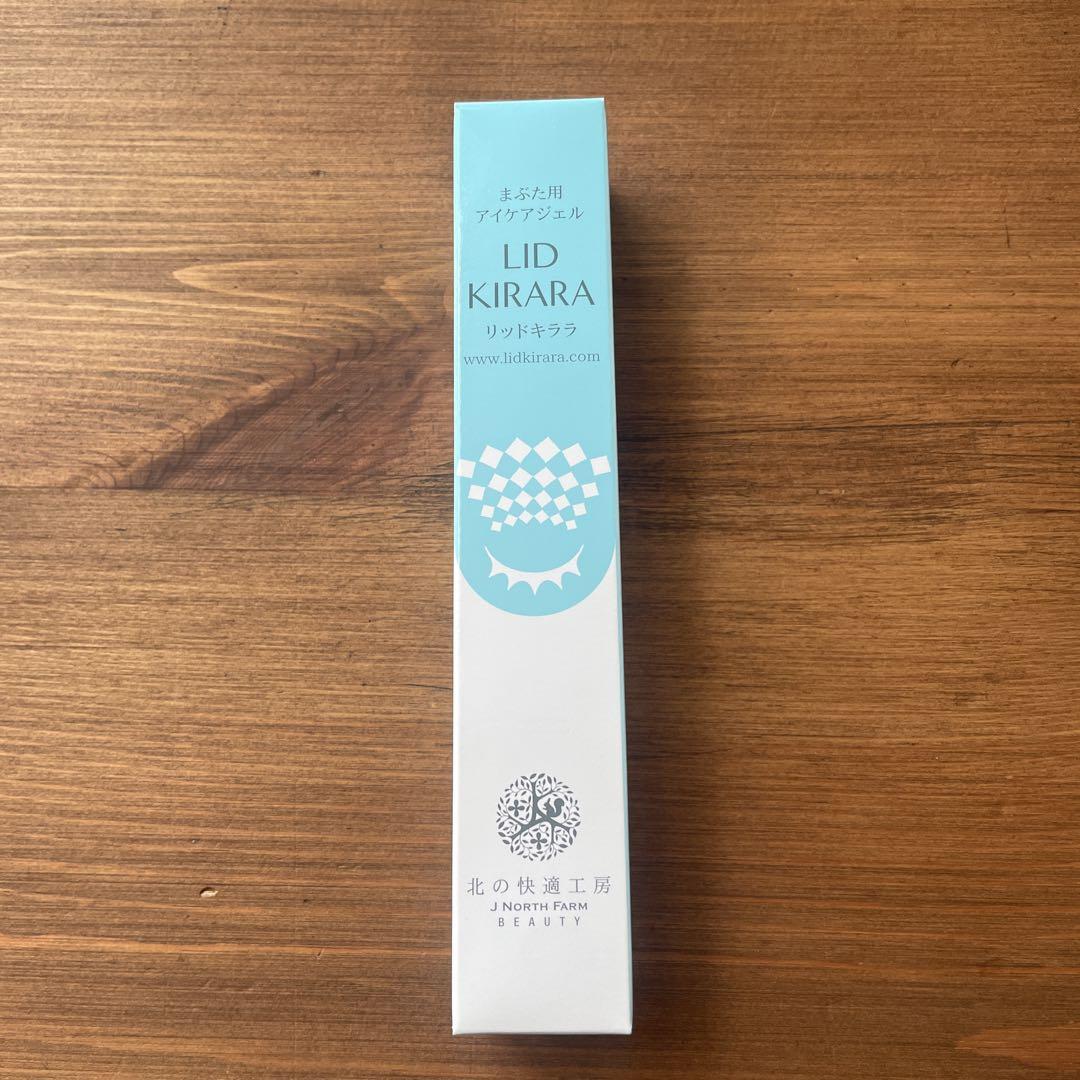 まぶた用
アイケアジェル
LID
KIRARA
リッドキララ
www.lidkirara.com
北の快適工房
J NORTH FARM
BEAUTY